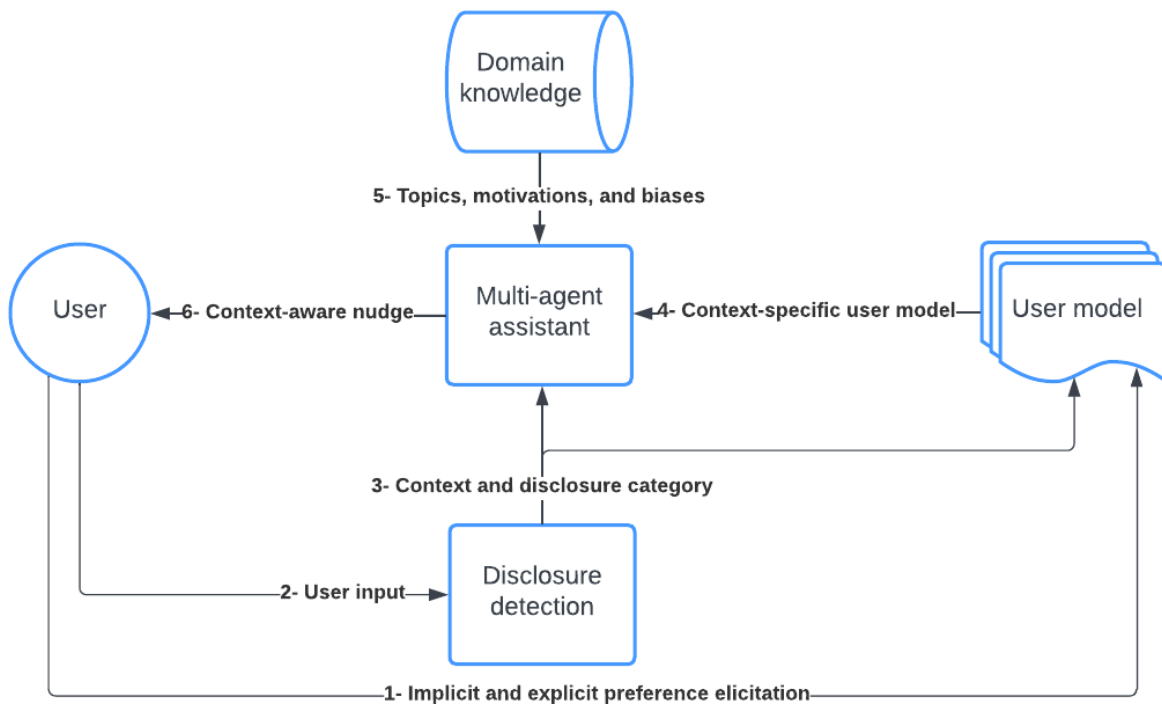 Domain
knowledge
5- Topics, motivations, and biases
User
6- Context-aware nudge
Multi-agent
assistant
4- Context-specific user model
User model
3- Context and disclosure category
2- User input
Disclosure
detection
1- Implicit and explicit preference elicitation